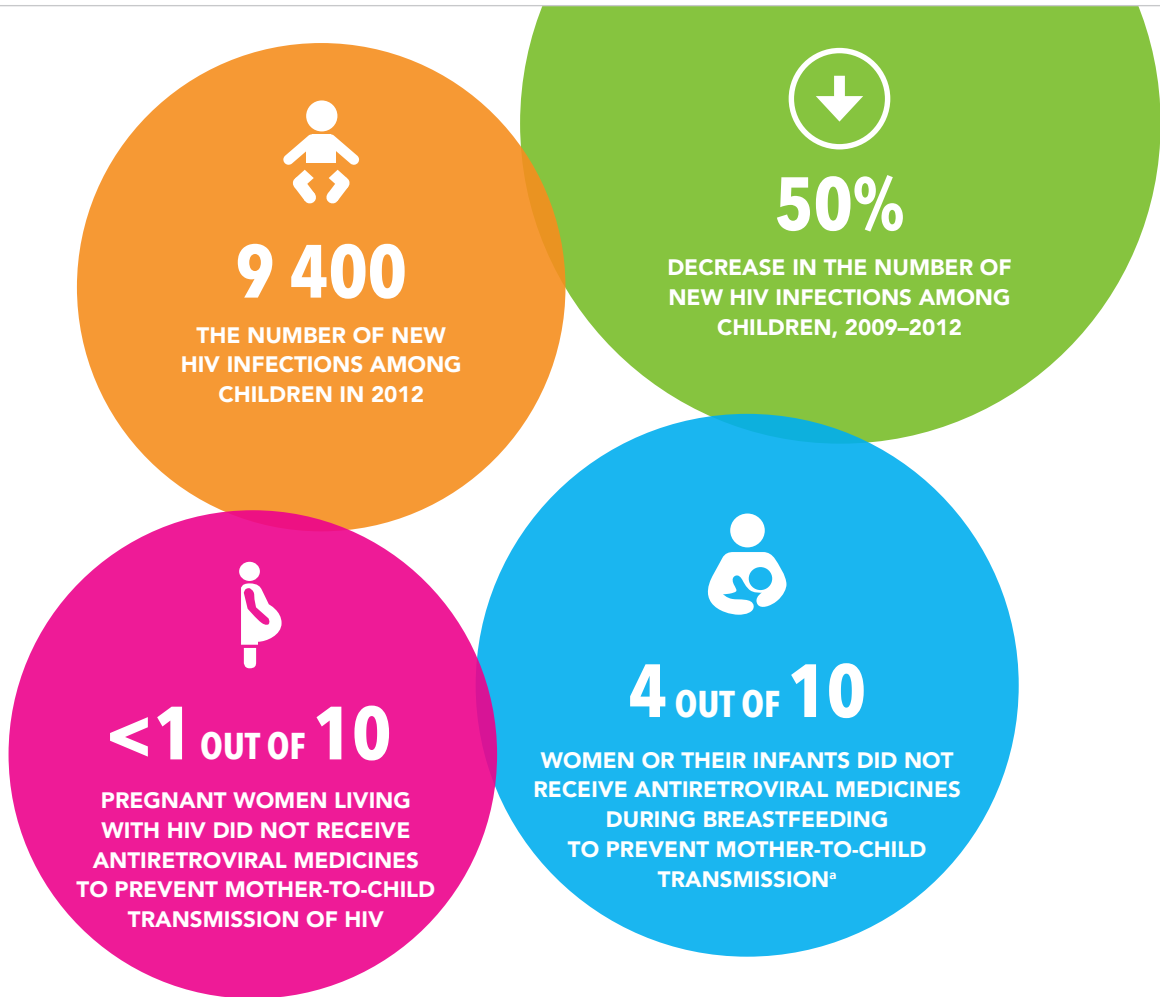 9 400
THE NUMBER OF NEW
HIV INFECTIONS AMONG
CHILDREN IN 2012
50%
DECREASE IN THE NUMBER OF
NEW HIV INFECTIONS AMONG
CHILDREN, 2009–2012
<1 OUT OF 10
PREGNANT WOMEN LIVING
WITH HIV DID NOT RECEIVE
ANTIRETROVIRAL MEDICINES
TO PREVENT MOTHER-TO-CHILD
TRANSMISSION OF HIV
4 OUT OF 10
WOMEN OR THEIR INFANTS DID NOT
RECEIVE ANTIRETROVIRAL MEDICINES
DURING BREASTFEEDING
TO PREVENT MOTHER-TO-CHILD
TRANSMISSIONª